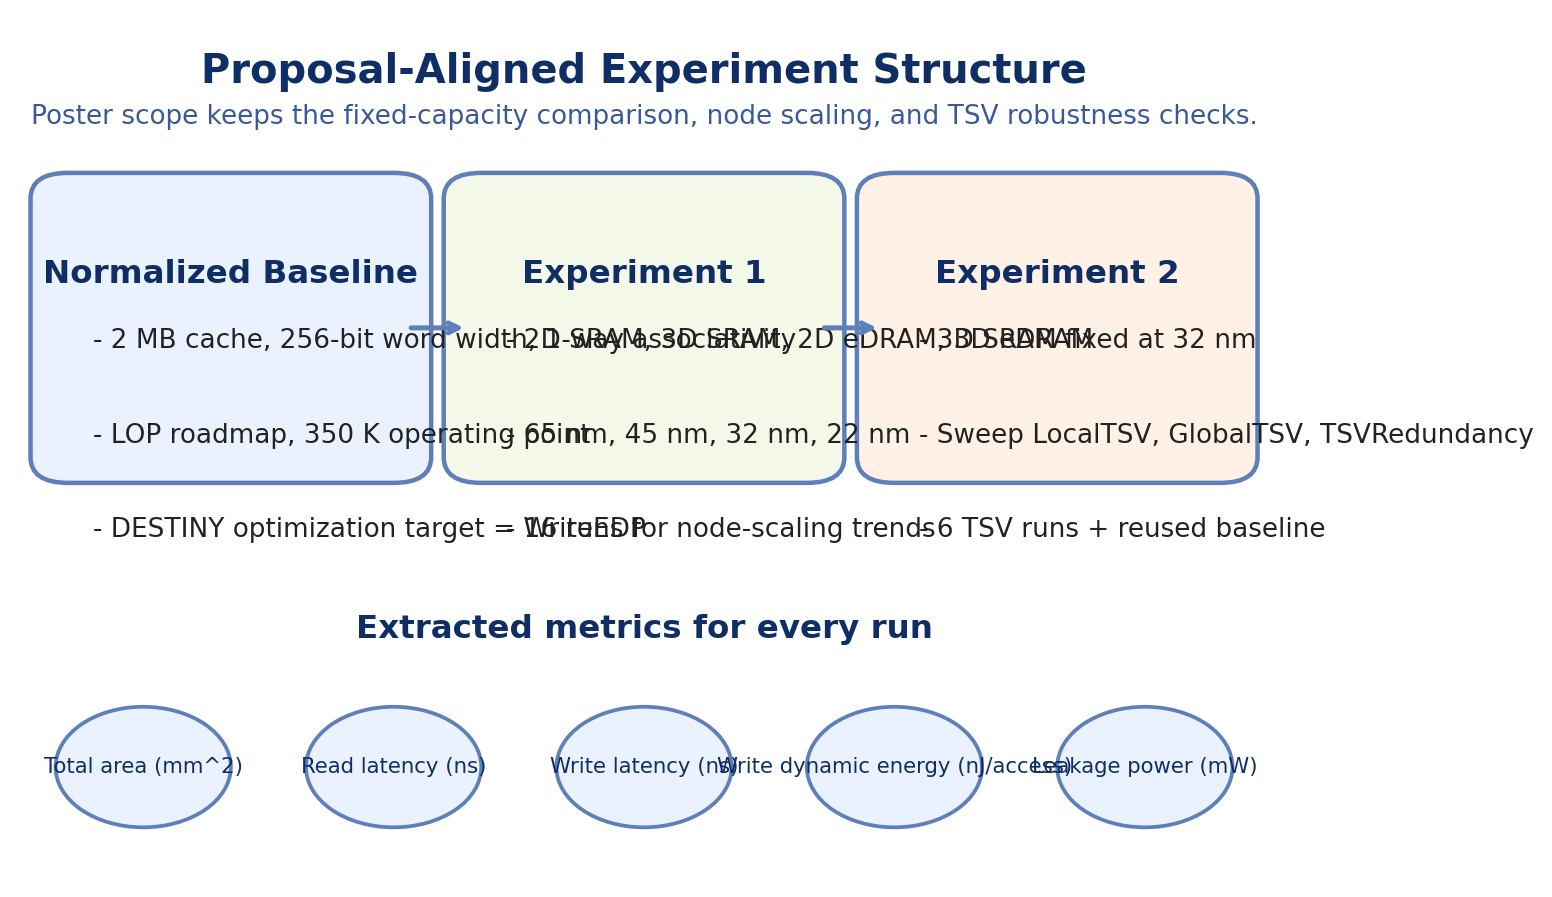 Proposal-Aligned Experiment Structure
Poster scope keeps the fixed-capacity comparison, node scaling, and TSV robustness checks.
Normalized Baseline
- 2 MB cache, 256-bit word width, 1-way associativity
- LOP roadmap, 350 K operating point
- DESTINY optimization target = WriteEDP
Experiment 1
- 2D SRAM, 3D SRAM, 2D eDRAM, 3D eDRAM
- 65 nm, 45 nm, 32 nm, 22 nm
- 16 runs for node-scaling trends
Experiment 2
- 3D SRAM fixed at 32 nm
- Sweep LocalTSV, GlobalTSV, TSVRedundancy
- 6 TSV runs + reused baseline
Extracted metrics for every run
Total area (mm^2)
Read latency (ns)
Write latency (ns)
Write dynamic energy (nJ/access)
Leakage power (mW)